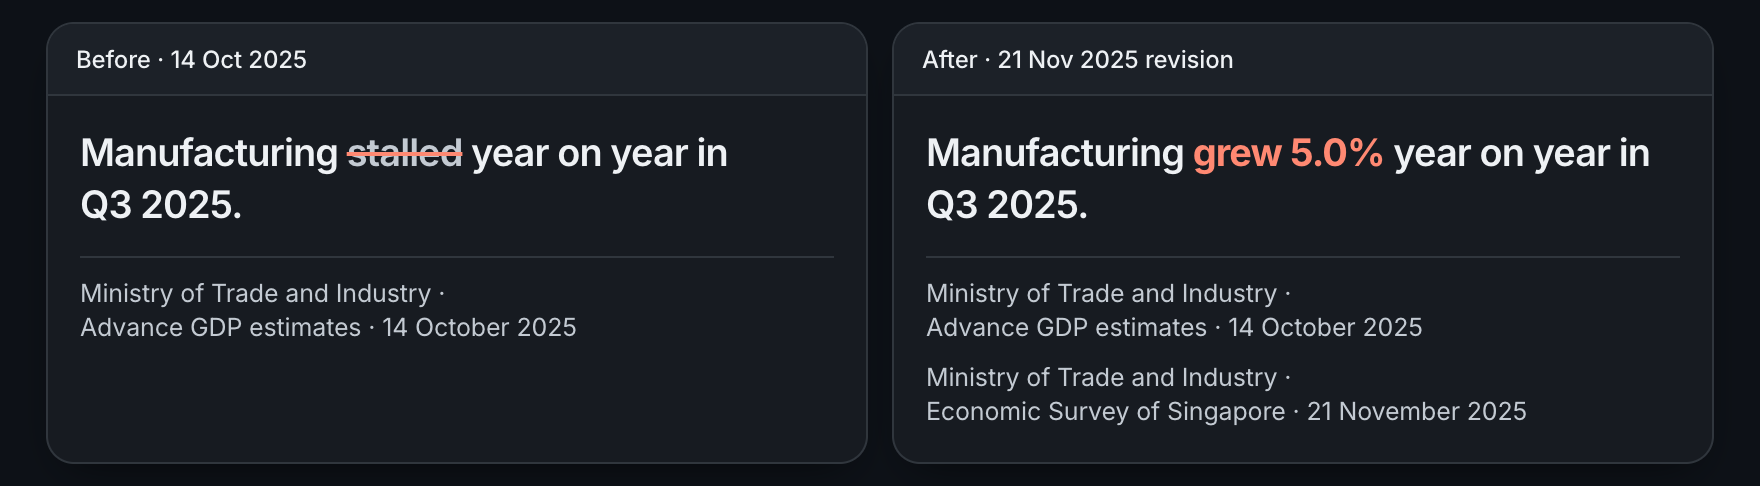 Before · 14 Oct 2025
Manufacturing stalled year on year in
Q3 2025.
Ministry of Trade and Industry ·
Advance GDP estimates · 14 October 2025
After · 21 Nov 2025 revision
Manufacturing grew 5.0% year on year in
Q3 2025.
Ministry of Trade and Industry ·
Advance GDP estimates · 14 October 2025
Ministry of Trade and Industry ·
Economic Survey of Singapore · 21 November 2025